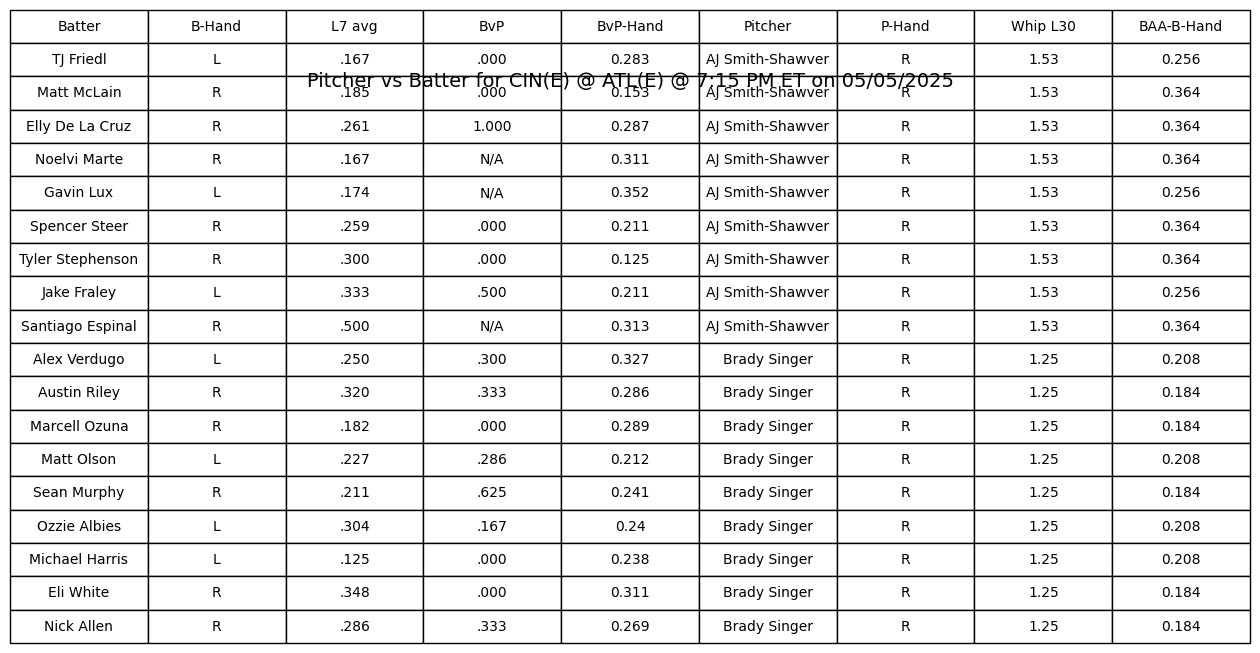 Batter B-Hand L7 avg BvP BvP-Hand Pitcher P-Hand Whip L30 BAA-B-Hand
TJ Friedl L .167 .000 0.283 AJ Smith-Shawver R 1.53 0.256
Pitcher vs Batter for CIN(E) @ ATL(E) @ 7:15 PM ET on 05/05/2025
Matt McLain R .185 .000 0.153 AJ Smith-Shawver R 1.53 0.364
Elly De La Cruz R .261 1.000 0.287 AJ Smith-Shawver R 1.53 0.364
Noelvi Marte R .167 N/A 0.311 AJ Smith-Shawver R 1.53 0.364
Gavin Lux L .174 N/A 0.352 AJ Smith-Shawver R 1.53 0.256
Spencer Steer R .259 .000 0.211 AJ Smith-Shawver R 1.53 0.364
Tyler Stephenson R .300 .000 0.125 AJ Smith-Shawver R 1.53 0.364
Jake Fraley L .333 .500 0.211 AJ Smith-Shawver R 1.53 0.256
Santiago Espinal R .500 N/A 0.313 AJ Smith-Shawver R 1.53 0.364
Alex Verdugo L .250 .300 0.327 Brady Singer R 1.25 0.208
Austin Riley R .320 .333 0.286 Brady Singer R 1.25 0.184
Marcell Ozuna R .182 .000 0.289 Brady Singer R 1.25 0.184
Matt Olson L .227 .286 0.212 Brady Singer R 1.25 0.208
Sean Murphy R .211 .625 0.241 Brady Singer R 1.25 0.184
Ozzie Albies L .304 .167 0.24 Brady Singer R 1.25 0.208
Michael Harris L .125 .000 0.238 Brady Singer R 1.25 0.208
Eli White R .348 .000 0.311 Brady Singer R 1.25 0.184
Nick Allen R .286 .333 0.269 Brady Singer R 1.25 0.184